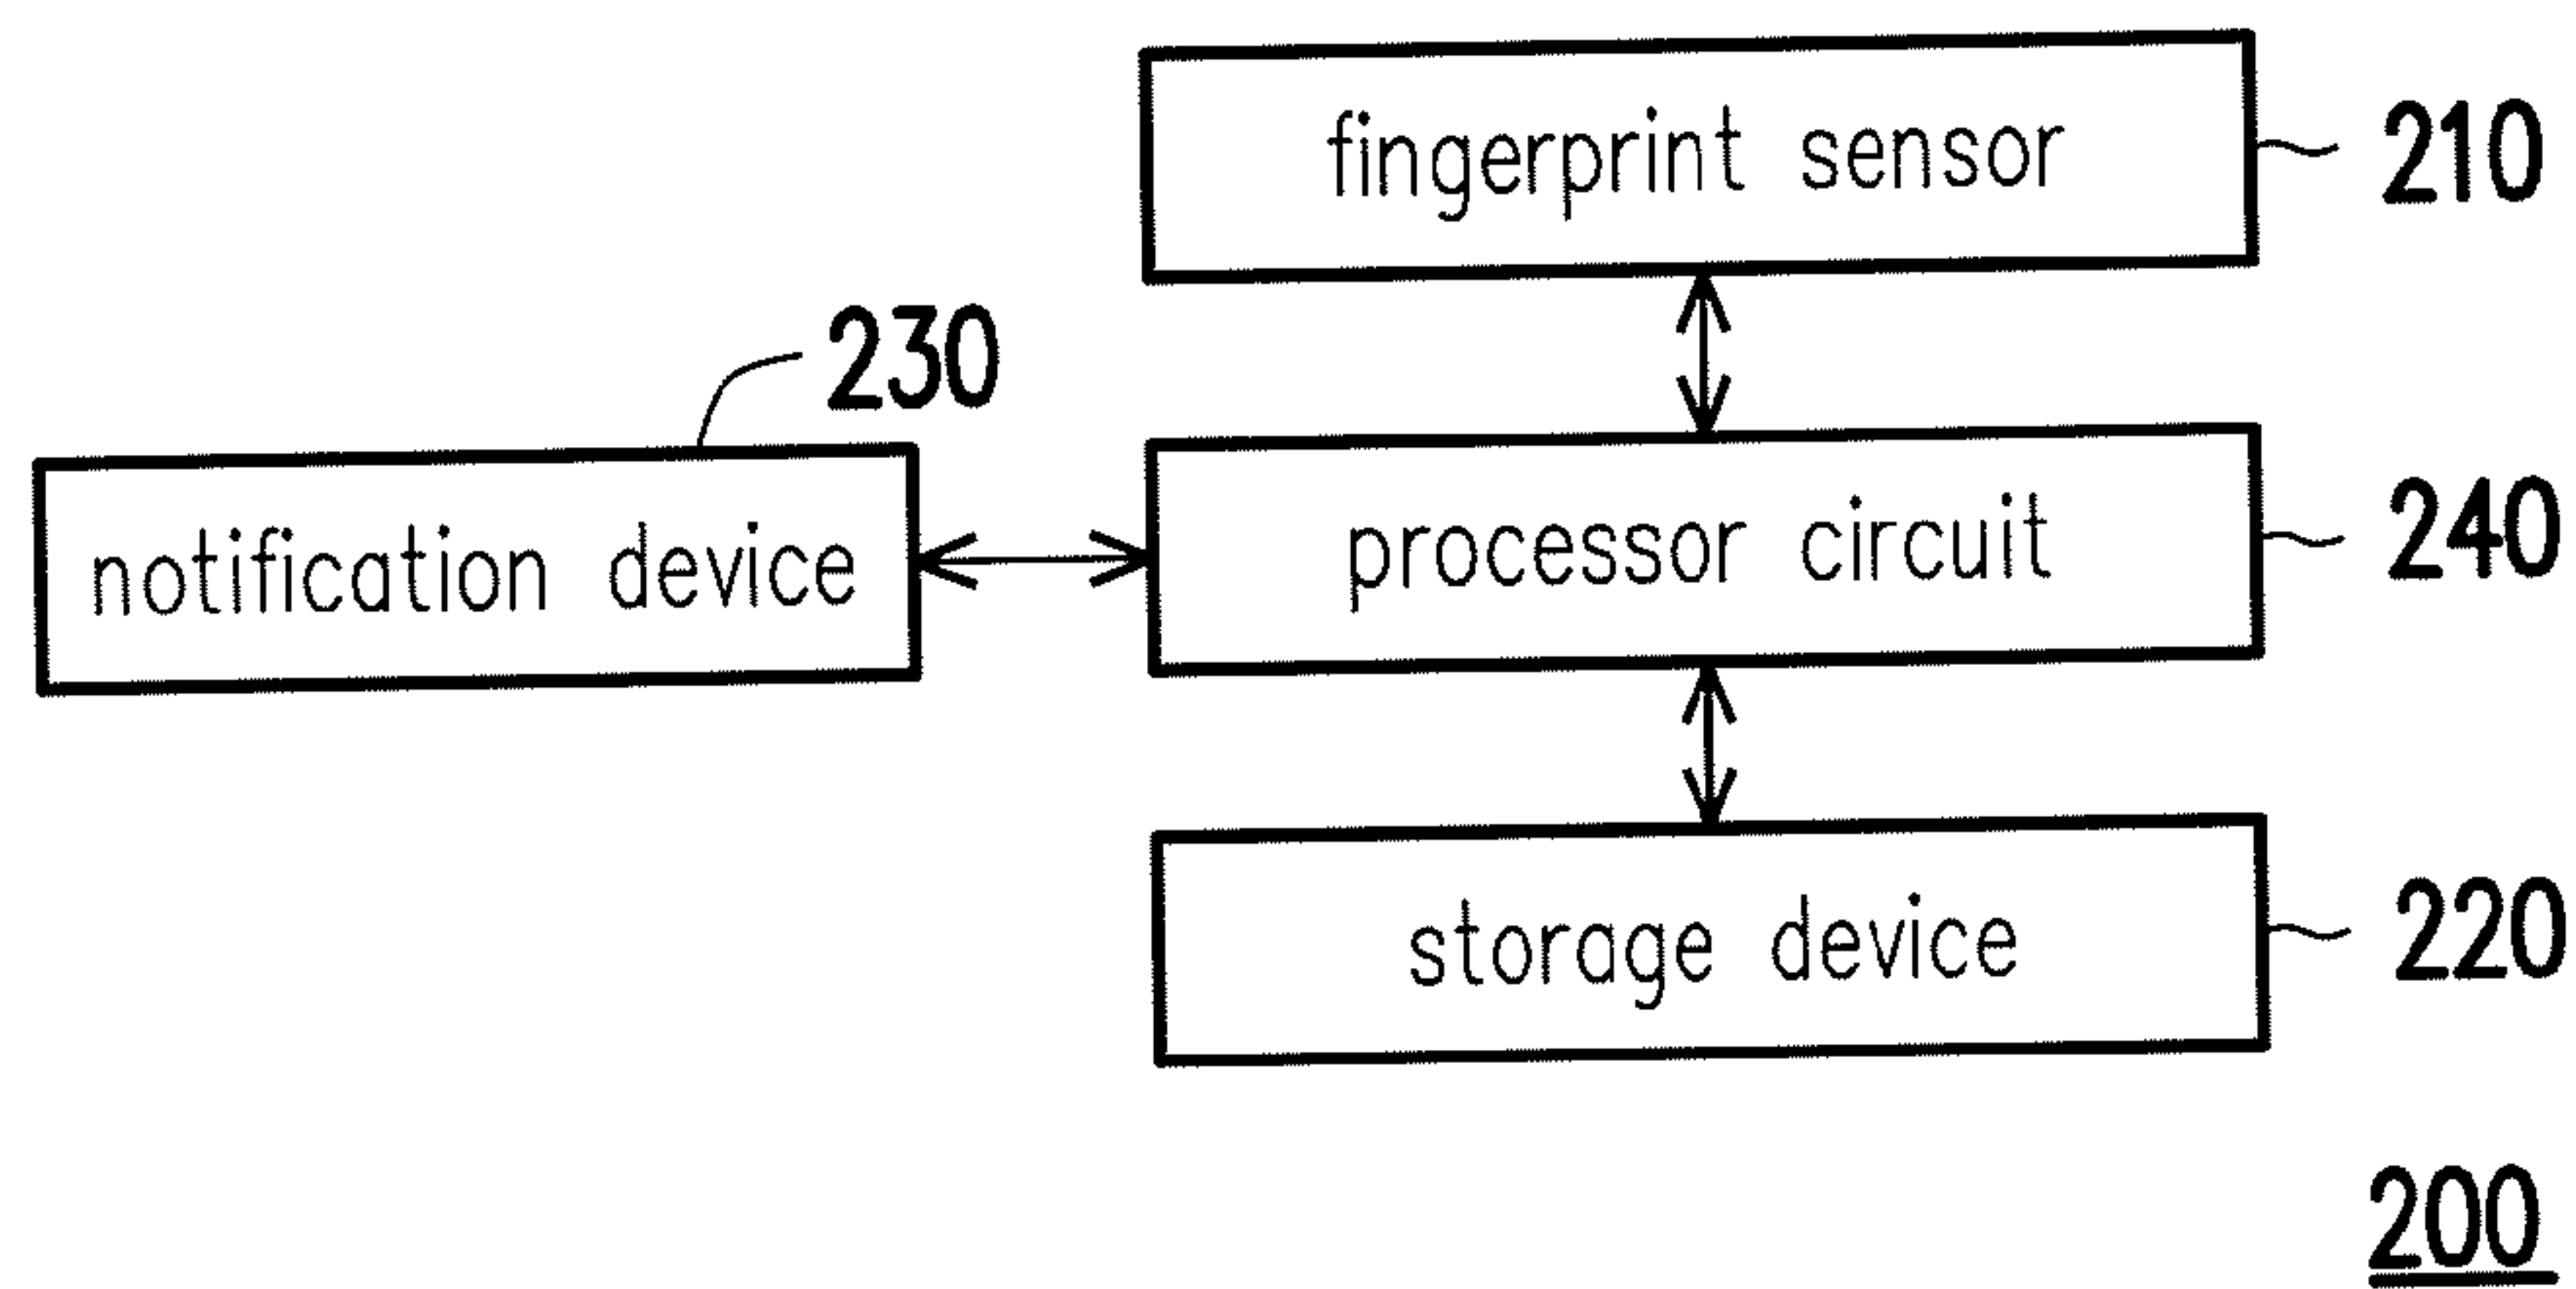 fingerprint sensor
210
230
notification device
processor circuit
240
storage device
220
200